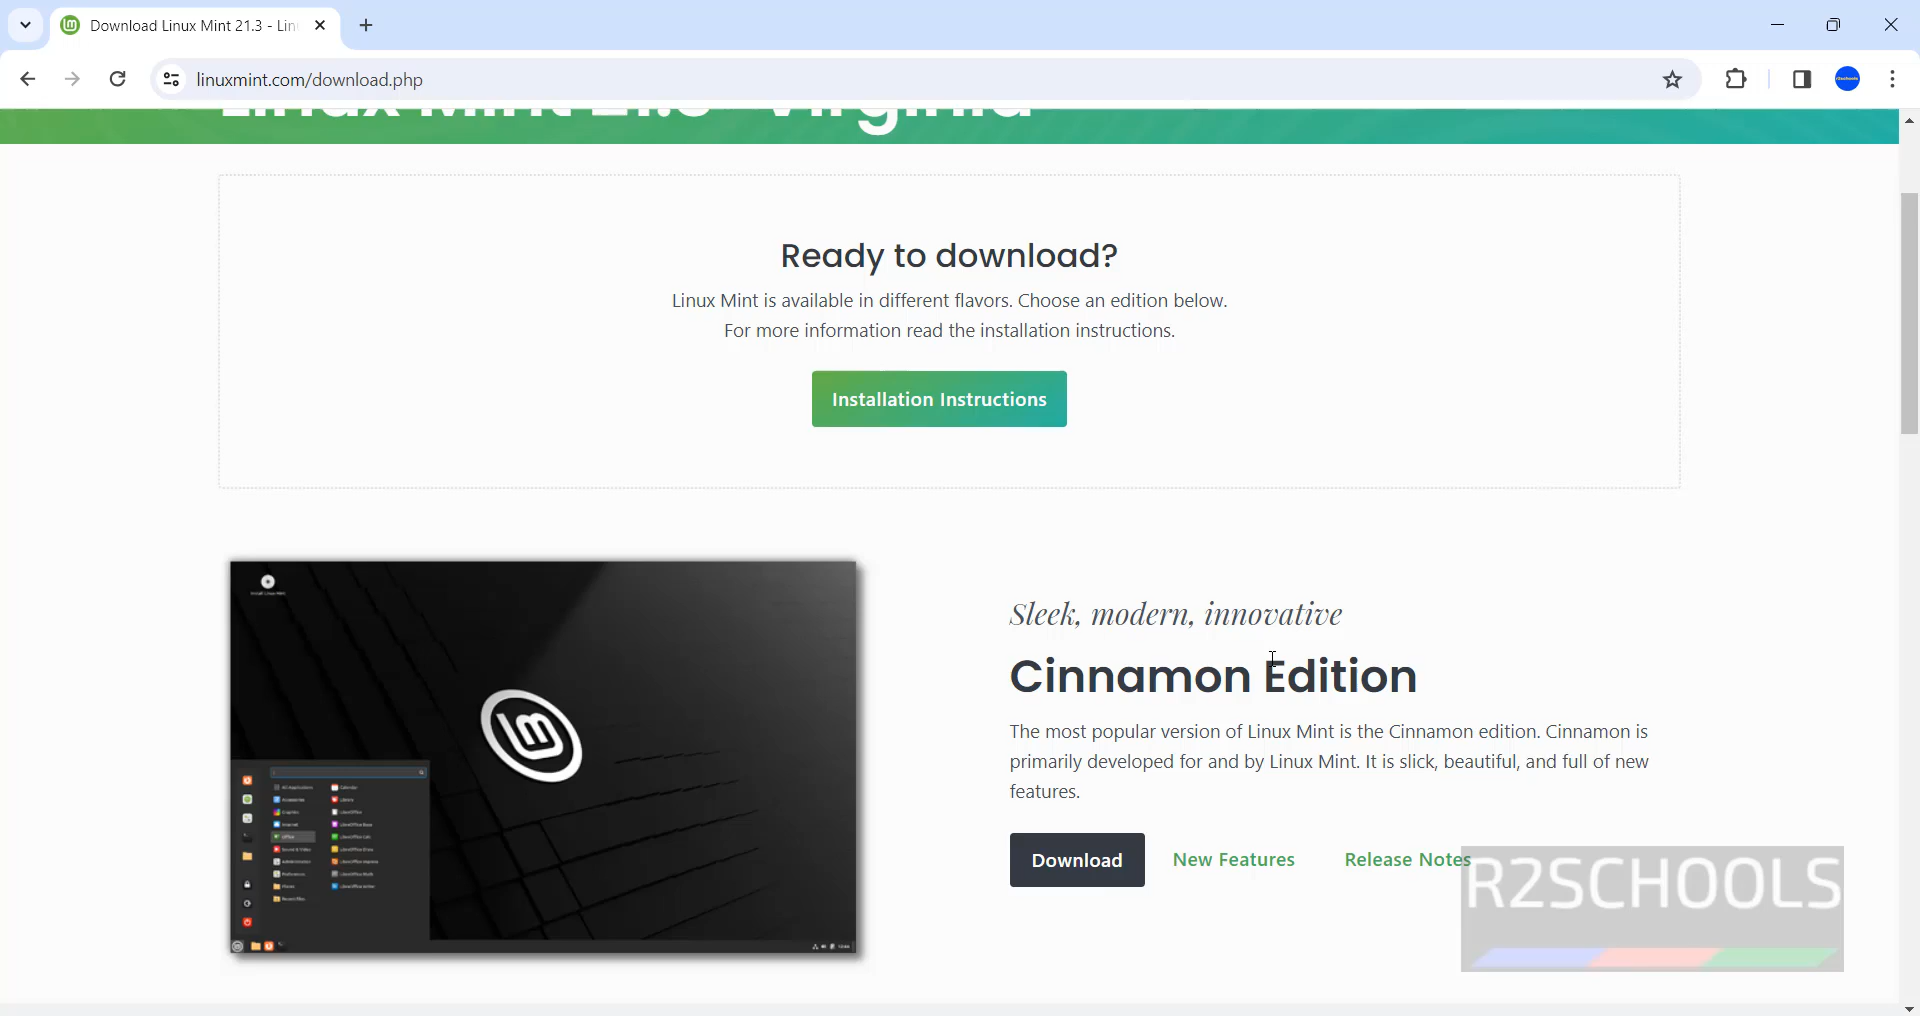 Download Linux Mint 21.3 - Lin
linuxmint.com/download.php
Linux Mint 21.3 "Virginia"
Ready to download?
Linux Mint is available in different flavors. Choose an edition below.
For more information read the installation instructions.
Installation Instructions
Sleek, modern, innovative
Cinnamon Edition
The most popular version of Linux Mint is the Cinnamon edition. Cinnamon is
primarily developed for and by Linux Mint. It is slick, beautiful, and full of new
features.
Download
New Features
Release Notes
R2SCHOOLS